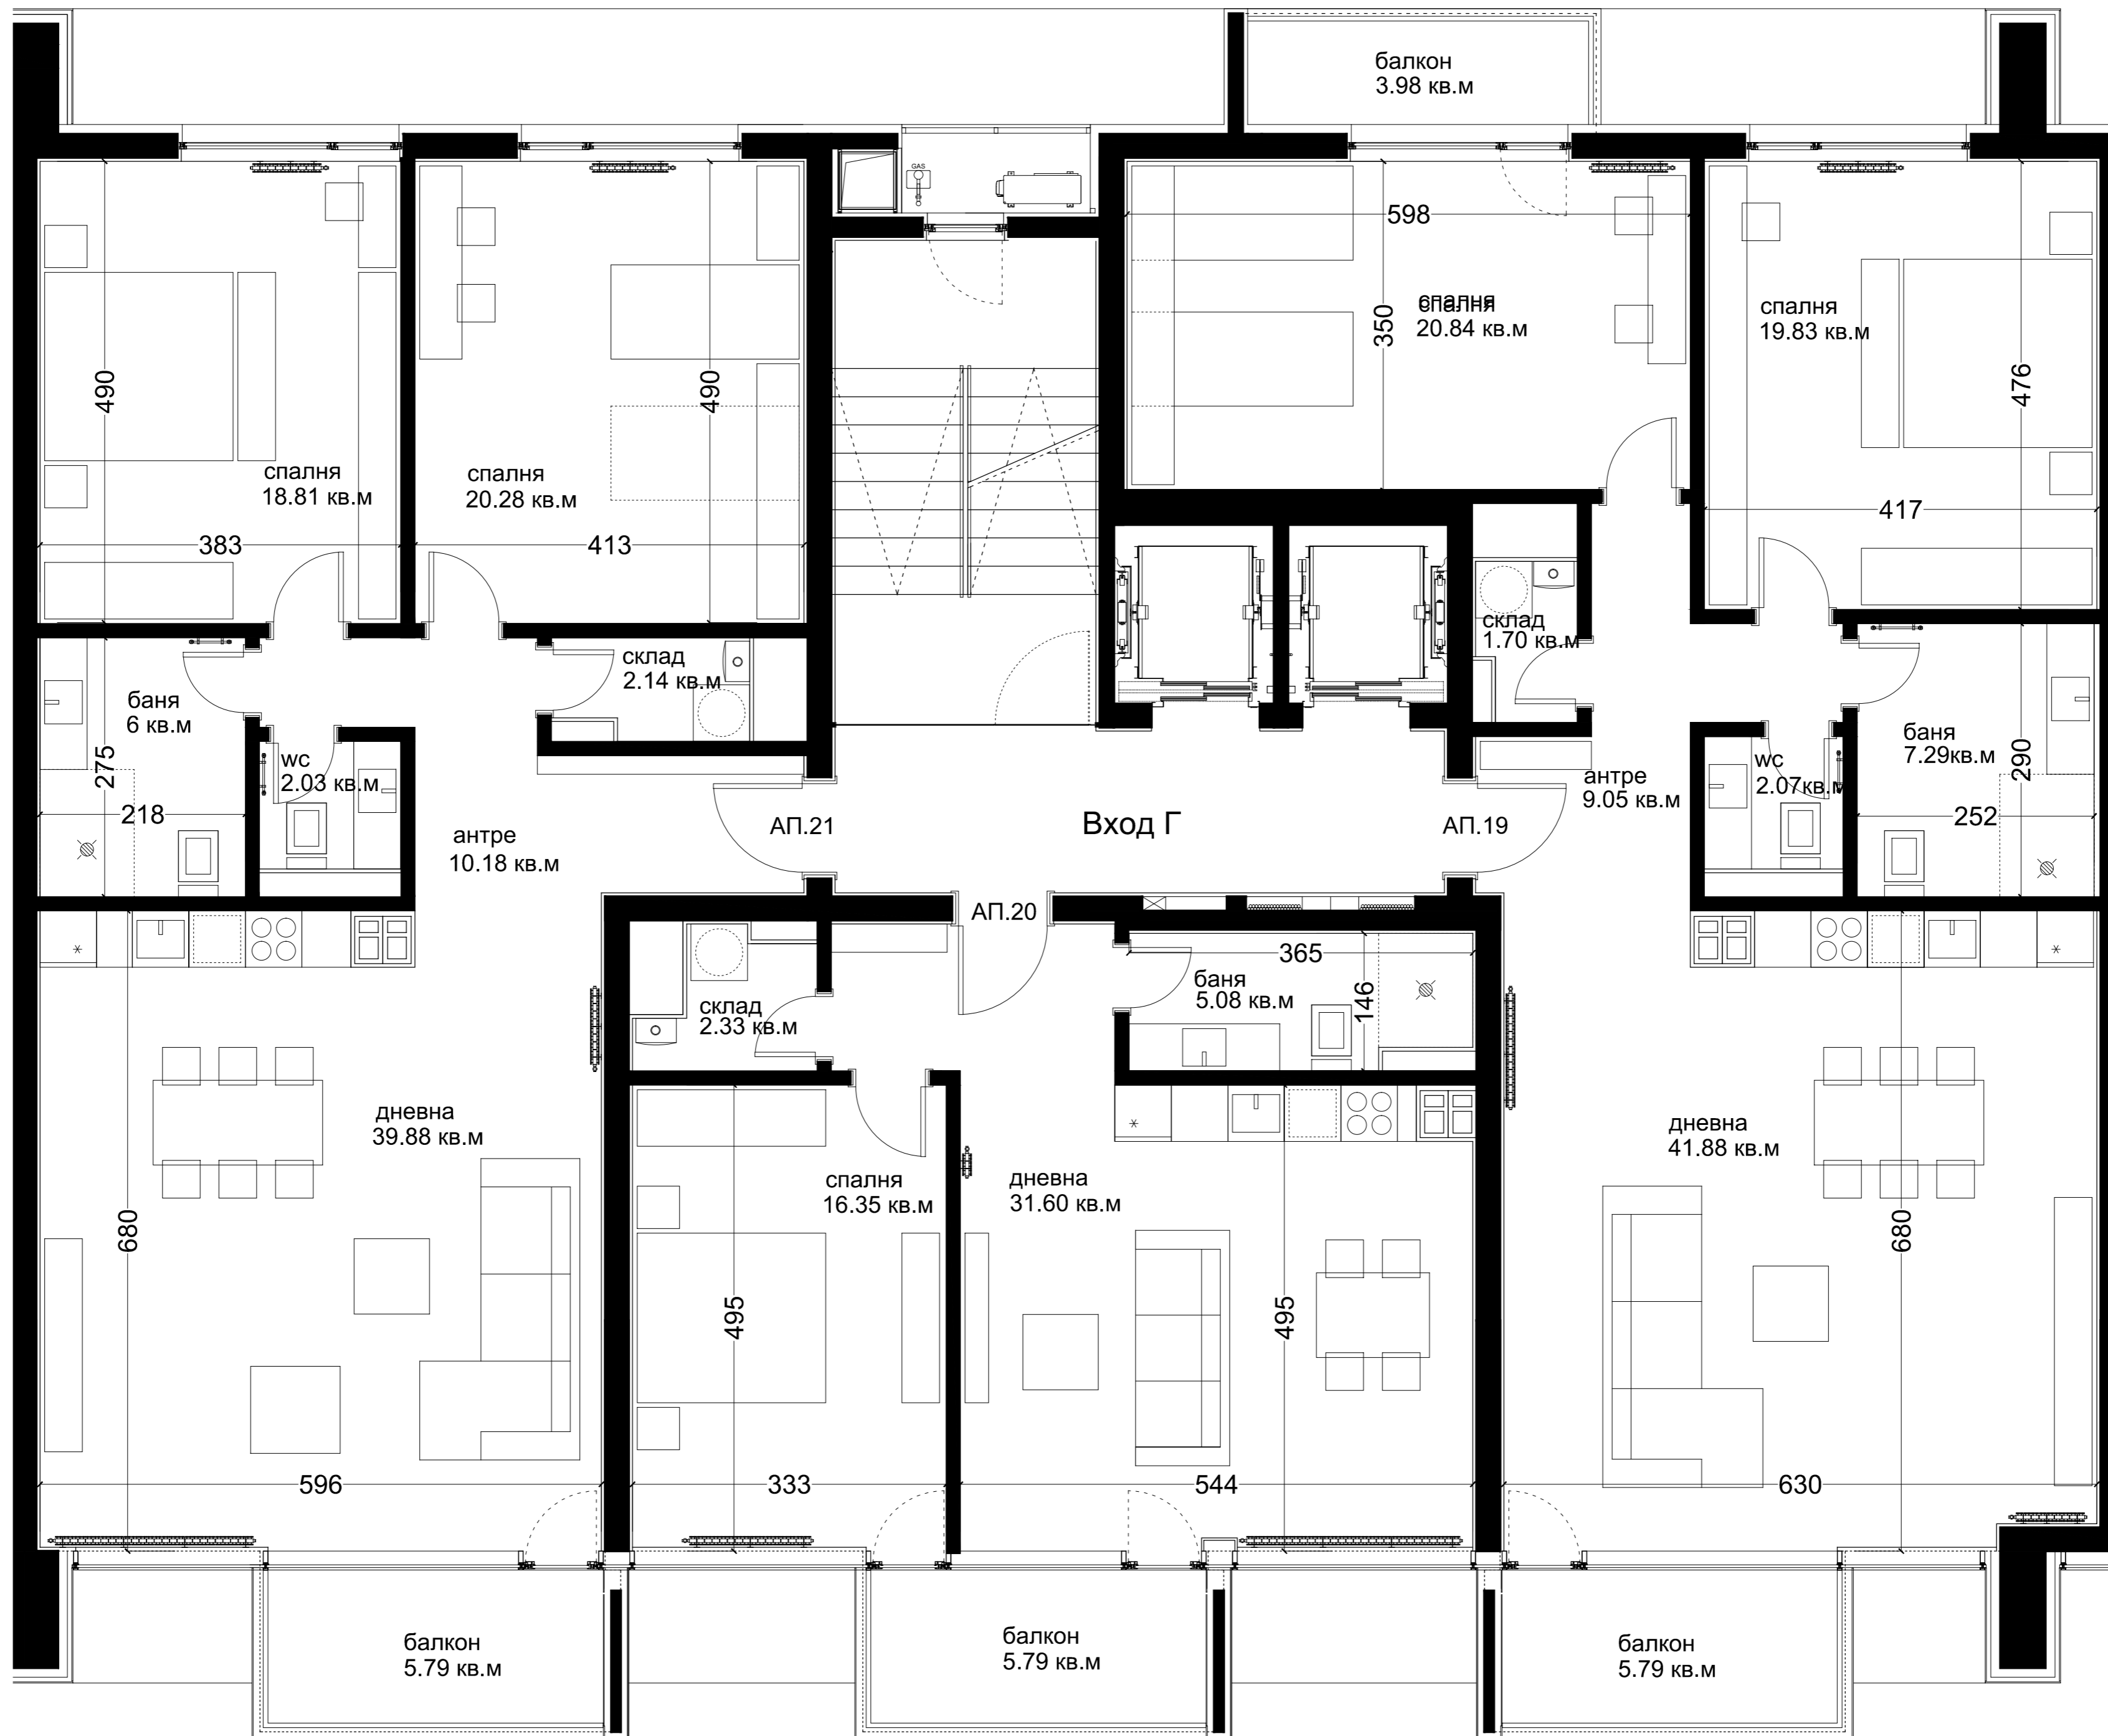 балкон
3.98 кв.м
GAS
598
350
спалня
спалня
20.84 кв.м
спалня
19.83 кв.м
476
417
490
спалня
18.81 кв.м
383
490
спалня
20.28 кв.м
413
склад
1.70 кв.м
склад
2.14 кв.м
баня
6 кв.м
275
218
wc
2.03 кв.м
антре
10.18 кв.м
АП.21
Вход Г
АП.19
антре
9.05 кв.м
wc
2.07кв.м
баня
7.29кв.м
290
252
АП.20
склад
2.33 кв.м
365
баня
5.08 кв.м
146
дневна
39.88 кв.м
680
596
спалня
16.35 кв.м
495
333
дневна
31.60 кв.м
495
544
дневна
41.88 кв.м
680
630
балкон
5.79 кв.м
балкон
5.79 кв.м
балкон
5.79 кв.м